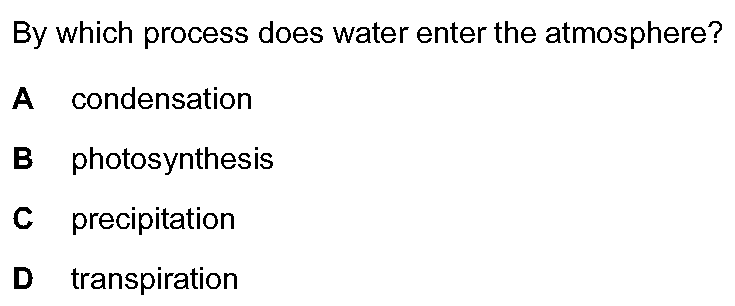 By which process does water enter the atmosphere?
A condensation
B photosynthesis
C precipitation
D transpiration